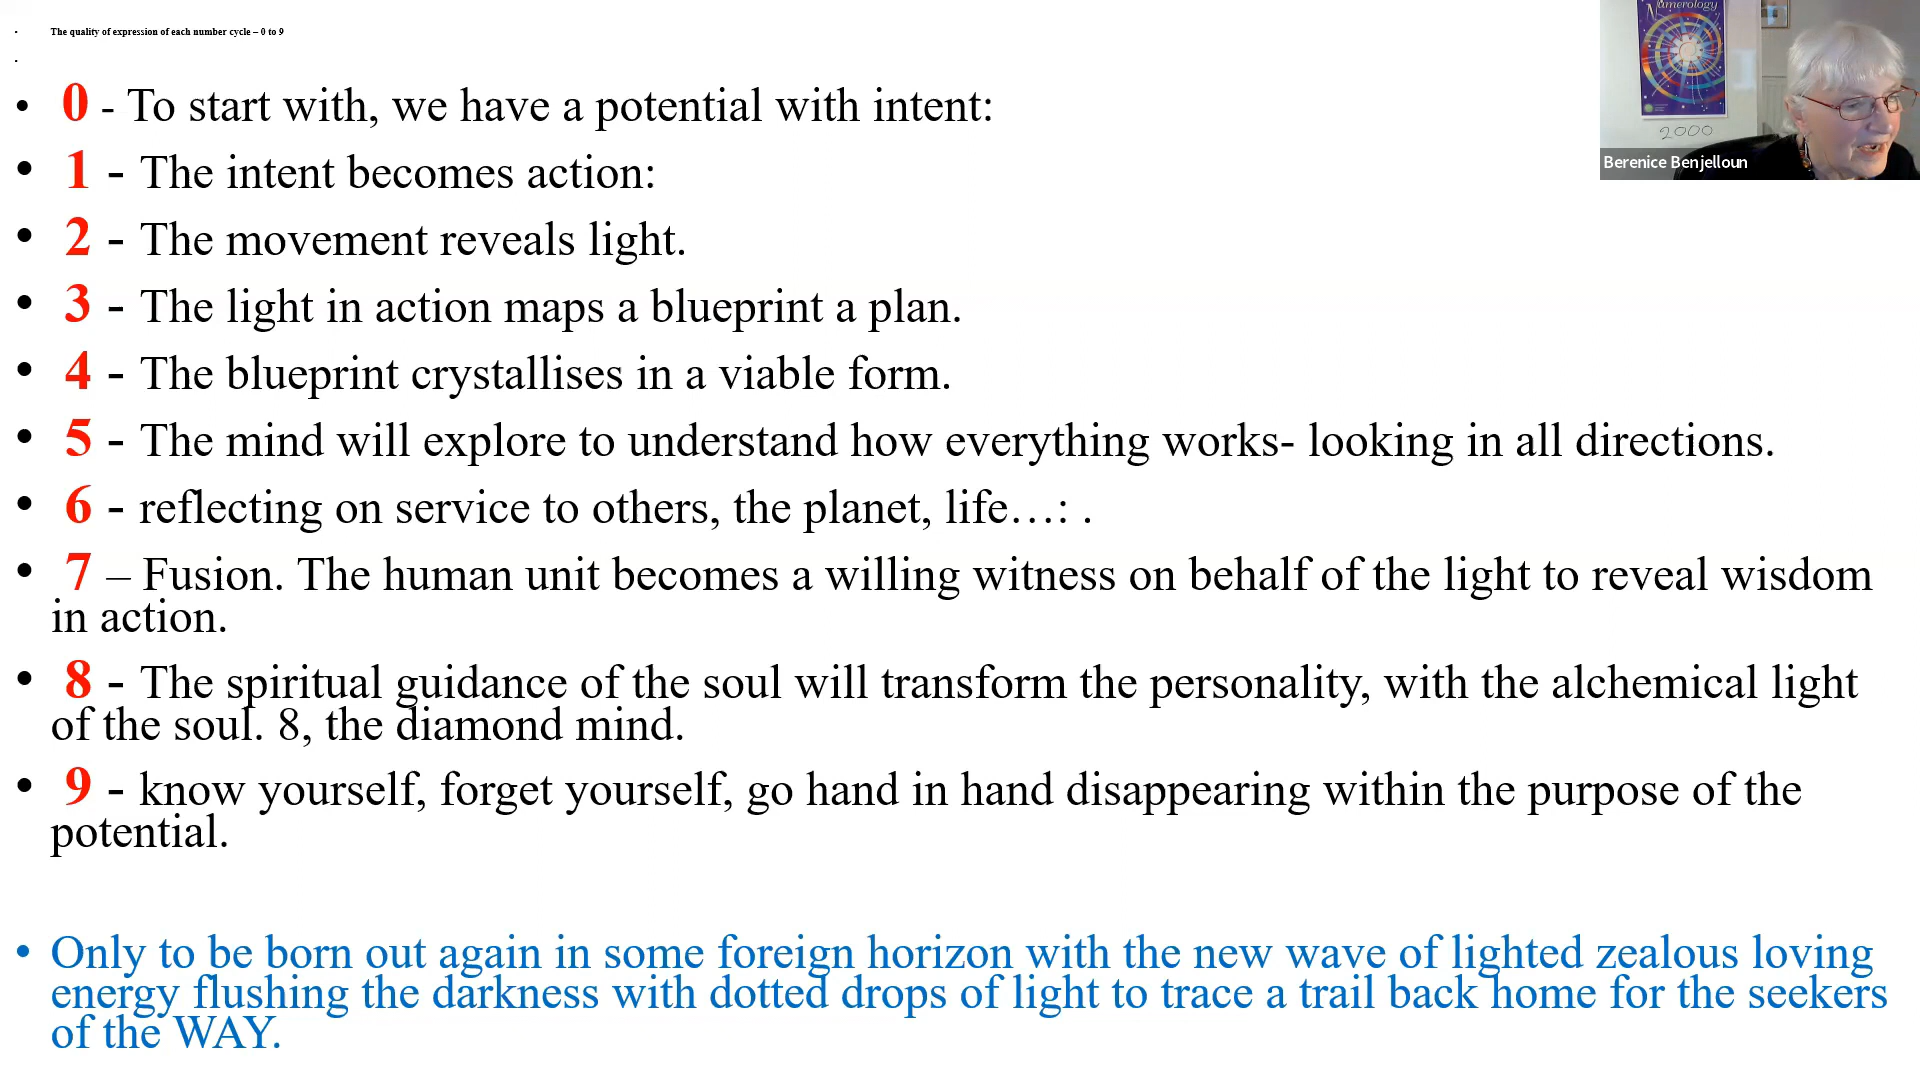 • The quality of expression of each number cycle – 0 to 9
•
• 0 - To start with, we have a potential with intent:
• 1 - The intent becomes action:
• 2 - The movement reveals light.
• 3 - The light in action maps a blueprint a plan.
• 4 - The blueprint crystallises in a viable form.
• 5 - The mind will explore to understand how everything works- looking in all directions.
• 6 - reflecting on service to others, the planet, life…: .
• 7 – Fusion. The human unit becomes a willing witness on behalf of the light to reveal wisdom
in action.
• 8 - The spiritual guidance of the soul will transform the personality, with the alchemical light
of the soul. 8, the diamond mind.
• 9 - know yourself, forget yourself, go hand in hand disappearing within the purpose of the
potential.
• Only to be born out again in some foreign horizon with the new wave of lighted zealous loving
energy flushing the darkness with dotted drops of light to trace a trail back home for the seekers
of the WAY.
Numerology
2000
Berenice Benjelloun